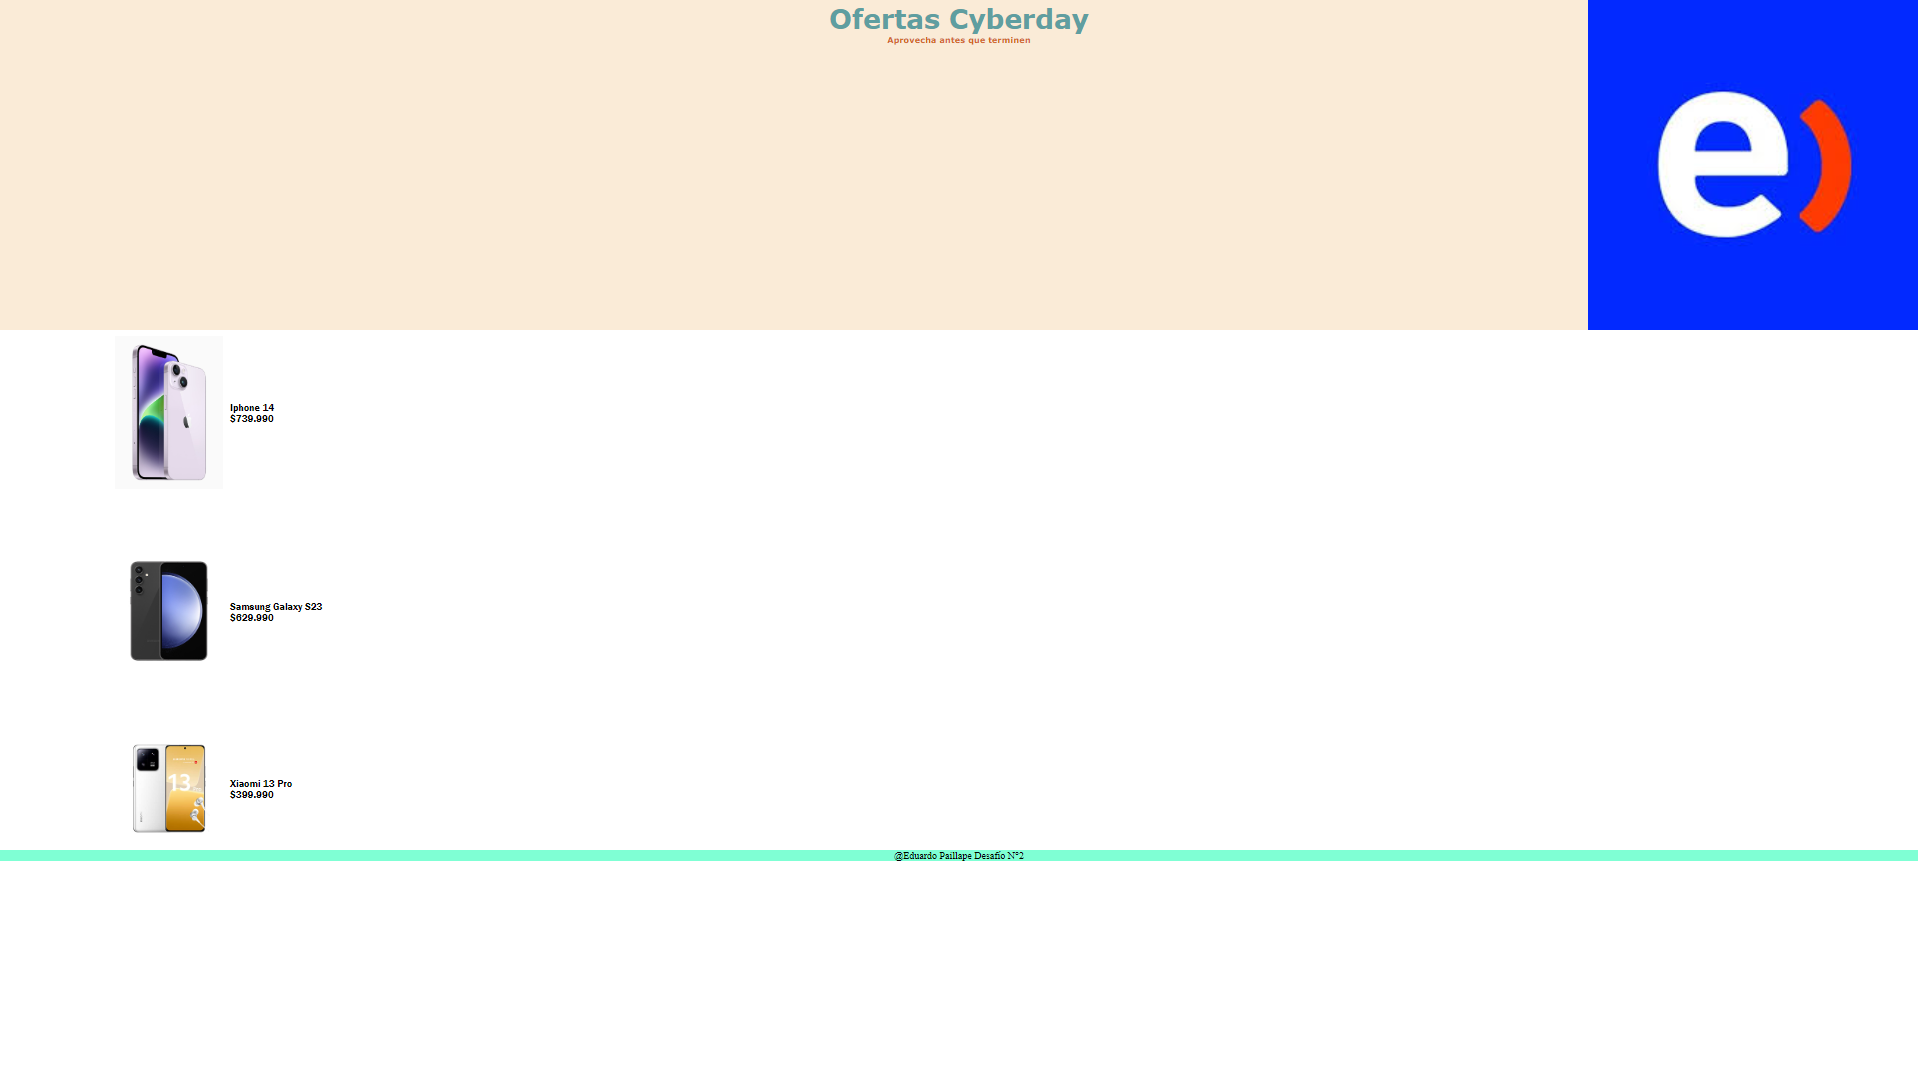 Ofertas Cyberday
Aprovecha antes que terminen
e)
Iphone 14
$739.990
Samsung Galaxy S23
$629.990
13
Xiaomi 13 Pro
$399.990
@Eduardo Paillape Desafío N°2